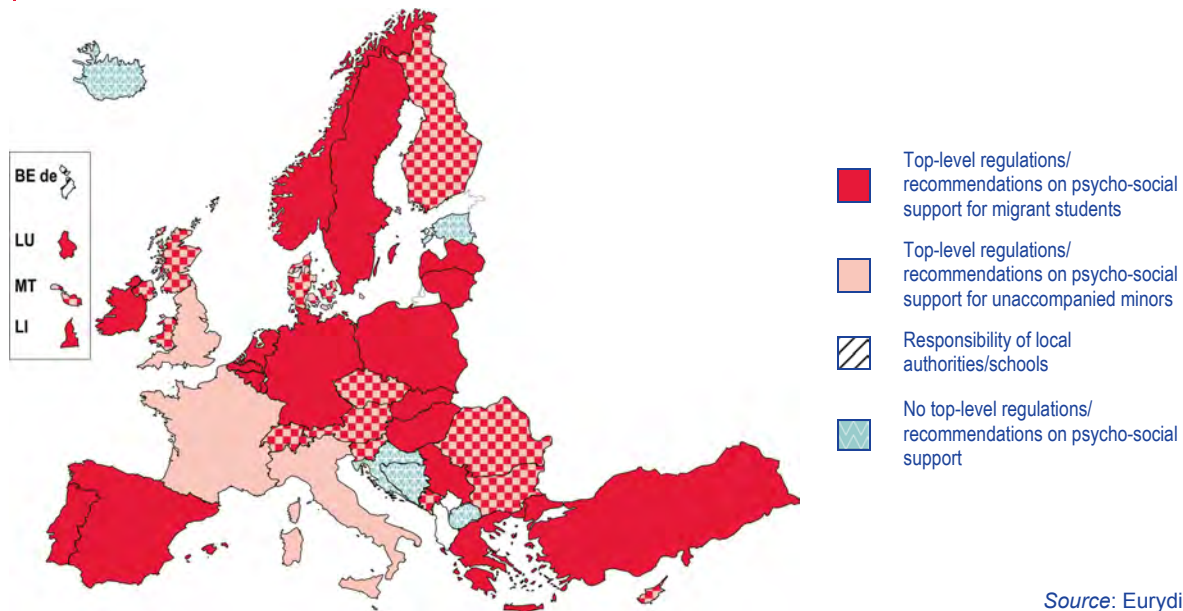 BE de
LU
MT
LI
Top-level regulations/
recommendations on psycho-social
support for migrant students
Top-level regulations/
recommendations on psycho-social
support for unaccompanied minors
Responsibility of local
authorities/schools
No top-level regulations/
recommendations on psycho-social
support
Source: Eurydi